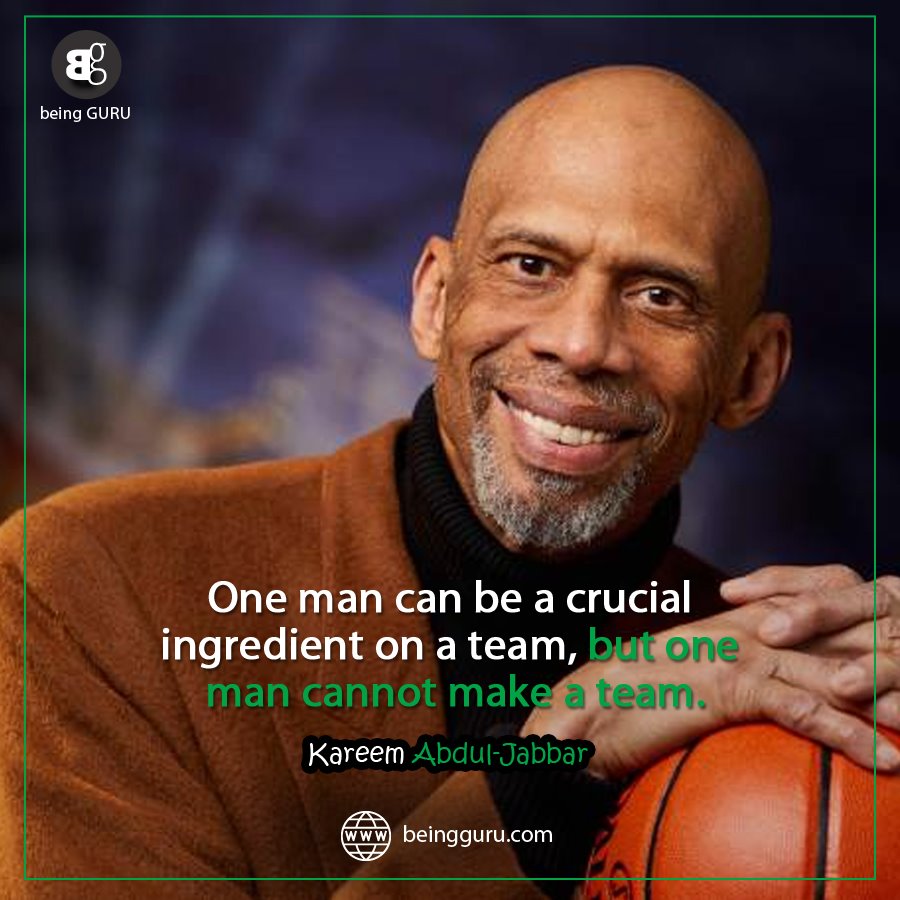 Bg
being GURU
One man can be a crucial
ingredient on a team, but one
man cannot make a team.
Kareem Abdul-Jabbar
www beingguru.com